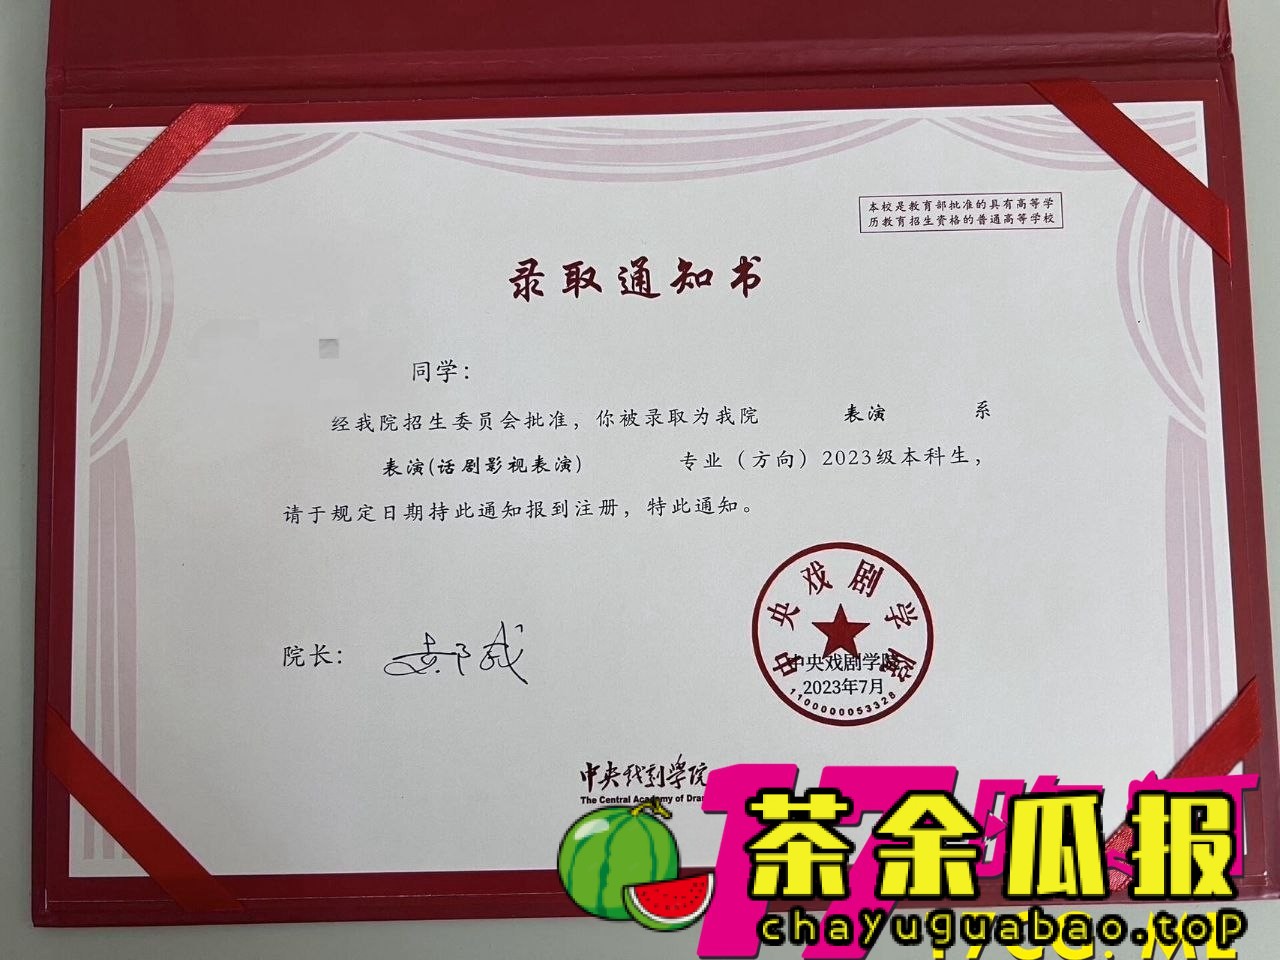 本校是教育部批准的具有高等学
历教育招生资格的普通高等学校
录取通知书
同学：
经我院招生委员会批准，你被录取为我院 表演 系
表演(话剧影视表演) 专业（方向）2023级本科生，
请于规定日期持此通知报到注册，特此通知。
院长：
中央戏剧学院
中央戏剧学院
2023年7月
1100000053328
中央戏剧学院
The Central Academy of Dra
17
茶余瓜报
chayuguabao.top
17CG.ME